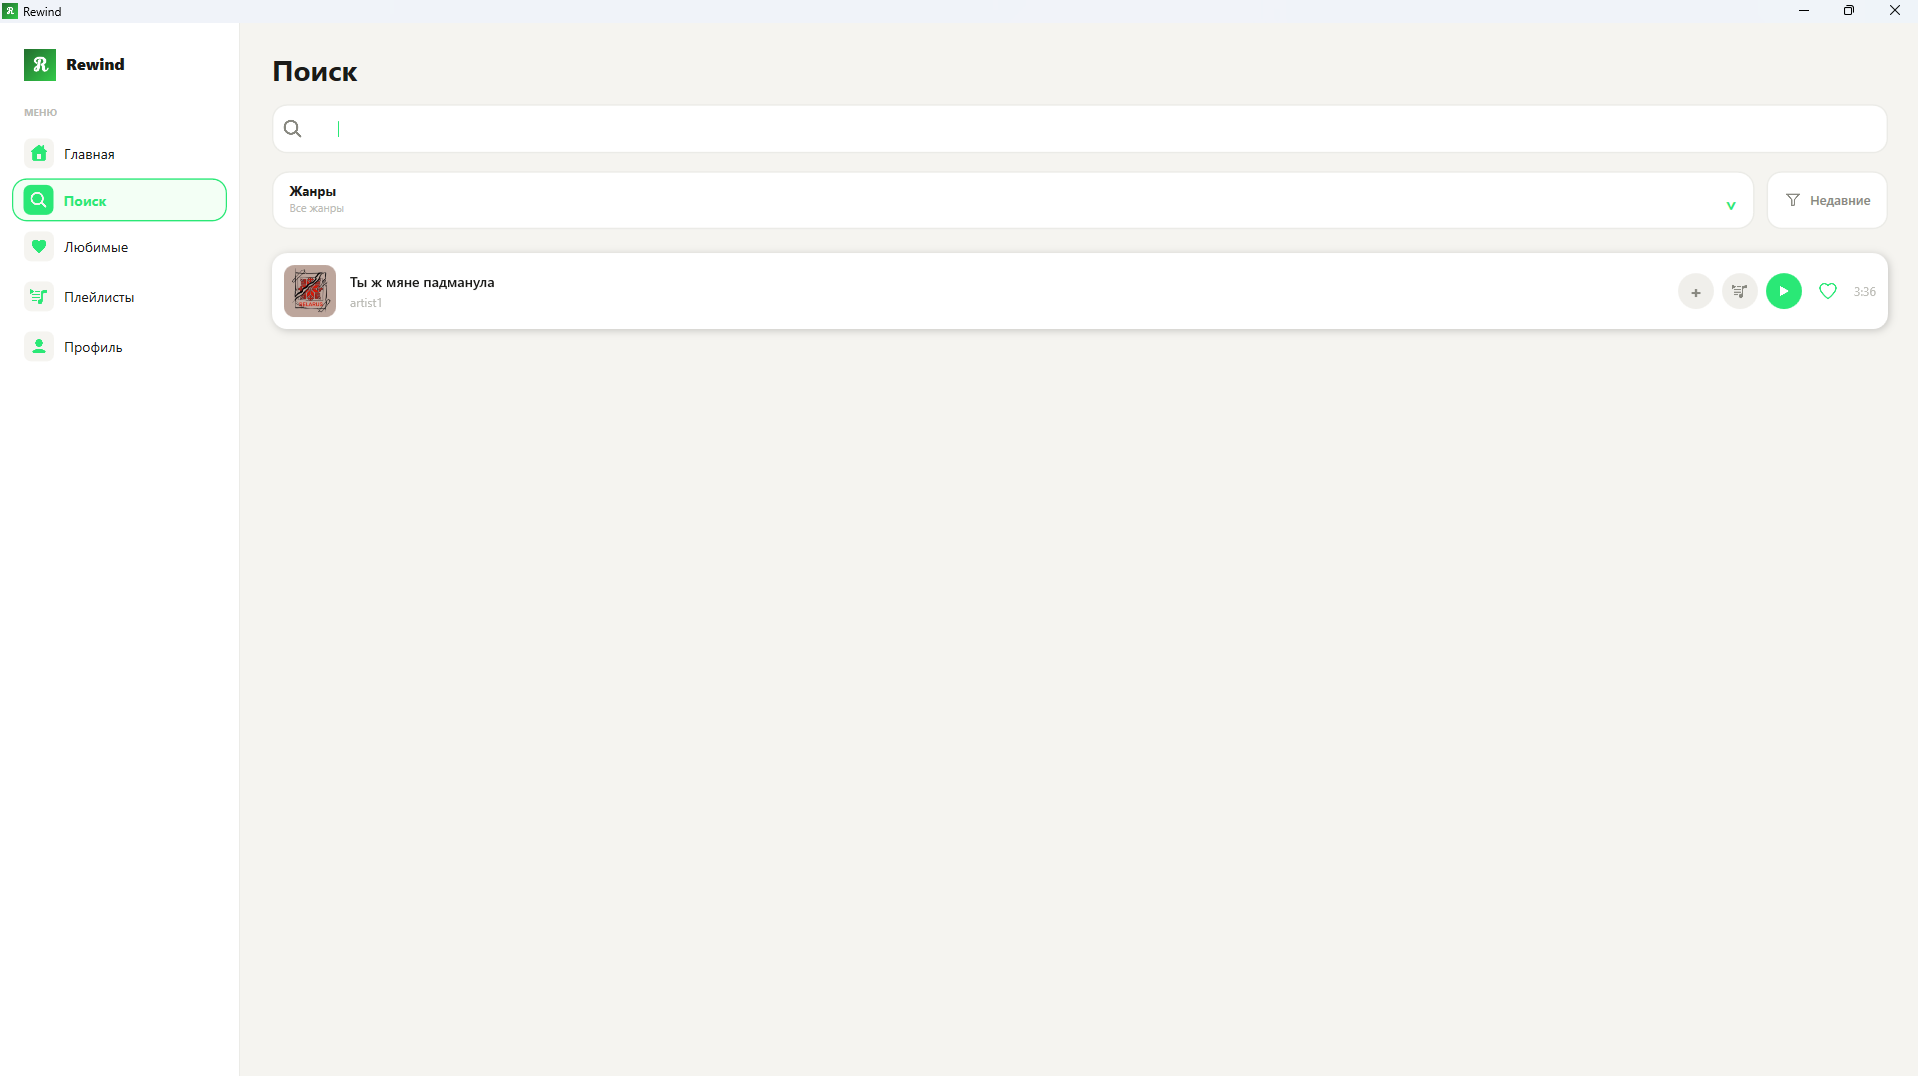 Rewind
Rewind
МЕНЮ
Главная
Поиск
Любимые
Плейлисты
Профиль
Поиск
Жанры
Все жанры
Недавние
Ты ж мяне падманула
artist1
3:36
BELARUS